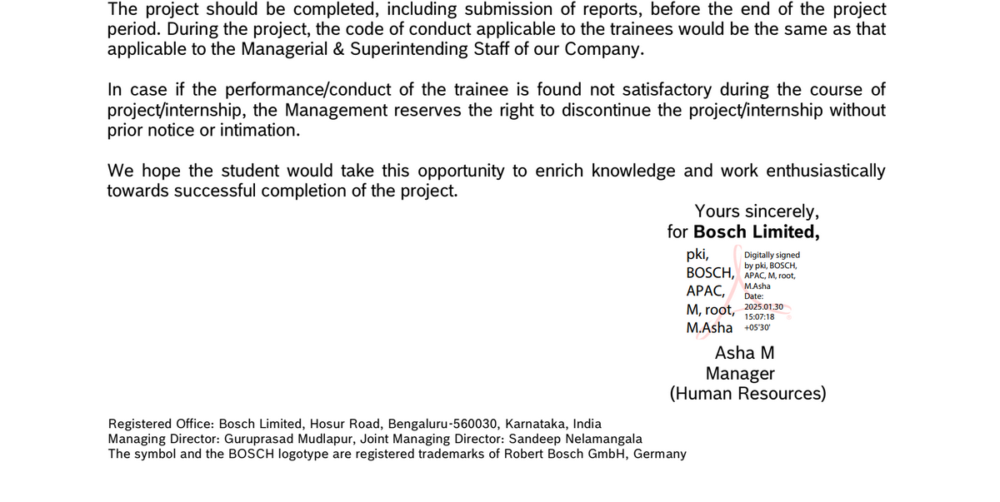 The project should be completed, including submission of reports, before the end of the project
period. During the project, the code of conduct applicable to the trainees would be the same as that
applicable to the Managerial & Superintending Staff of our Company.
In case if the performance/conduct of the trainee is found not satisfactory during the course of
project/internship, the Management reserves the right to discontinue the project/internship without
prior notice or intimation.
We hope the student would take this opportunity to enrich knowledge and work enthusiastically
towards successful completion of the project.
Yours sincerely,
for Bosch Limited,
pki,
BOSCH,
APAC,
M, root,
M.Asha
Digitally signed
by pki, BOSCH,
APAC, M, root,
M.Asha
Date:
2025.01.30
15:07:18
+05'30'
Asha M
Manager
(Human Resources)
Registered Office: Bosch Limited, Hosur Road, Bengaluru-560030, Karnataka, India
Managing Director: Guruprasad Mudlapur, Joint Managing Director: Sandeep Nelamangala
The symbol and the BOSCH logotype are registered trademarks of Robert Bosch GmbH, Germany